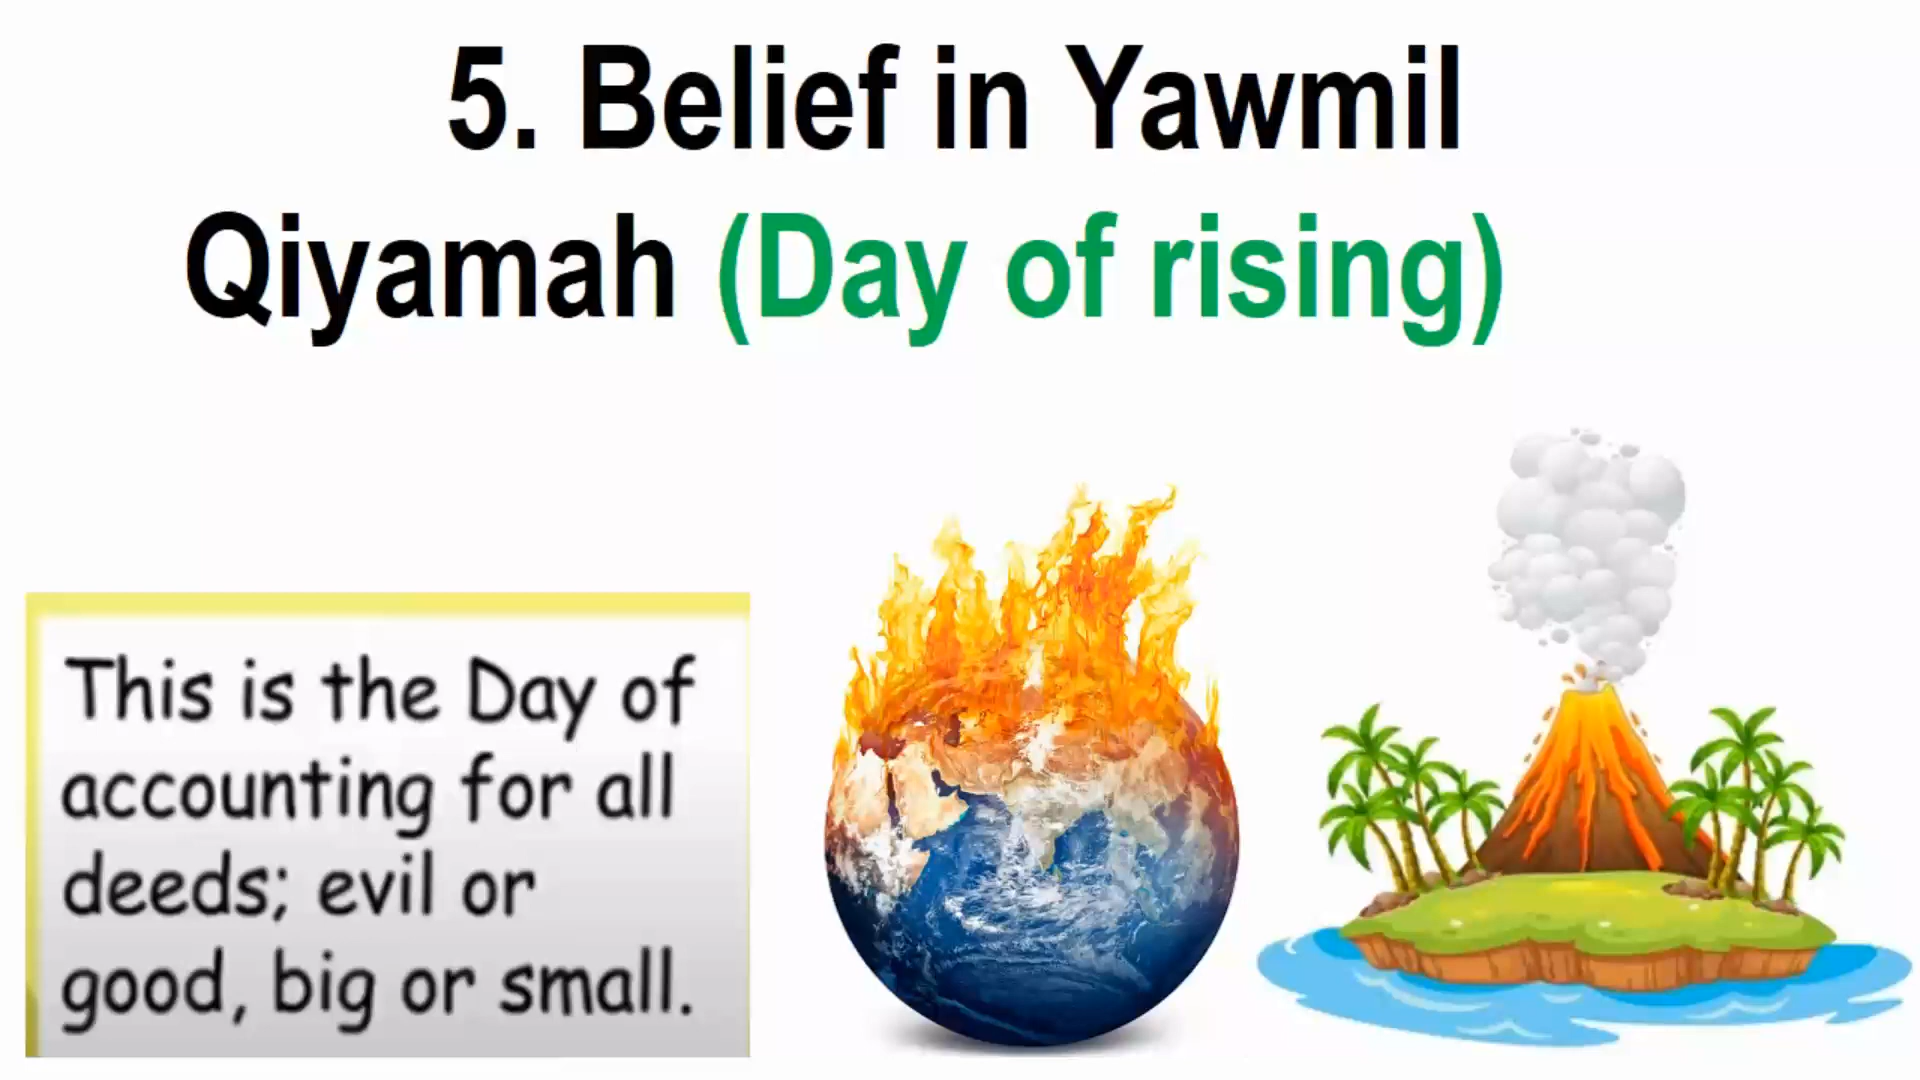 5. Belief in Yawmil
Qiyamah (Day of rising)
This is the Day of
accounting for all
deeds; evil or
good, big or small.